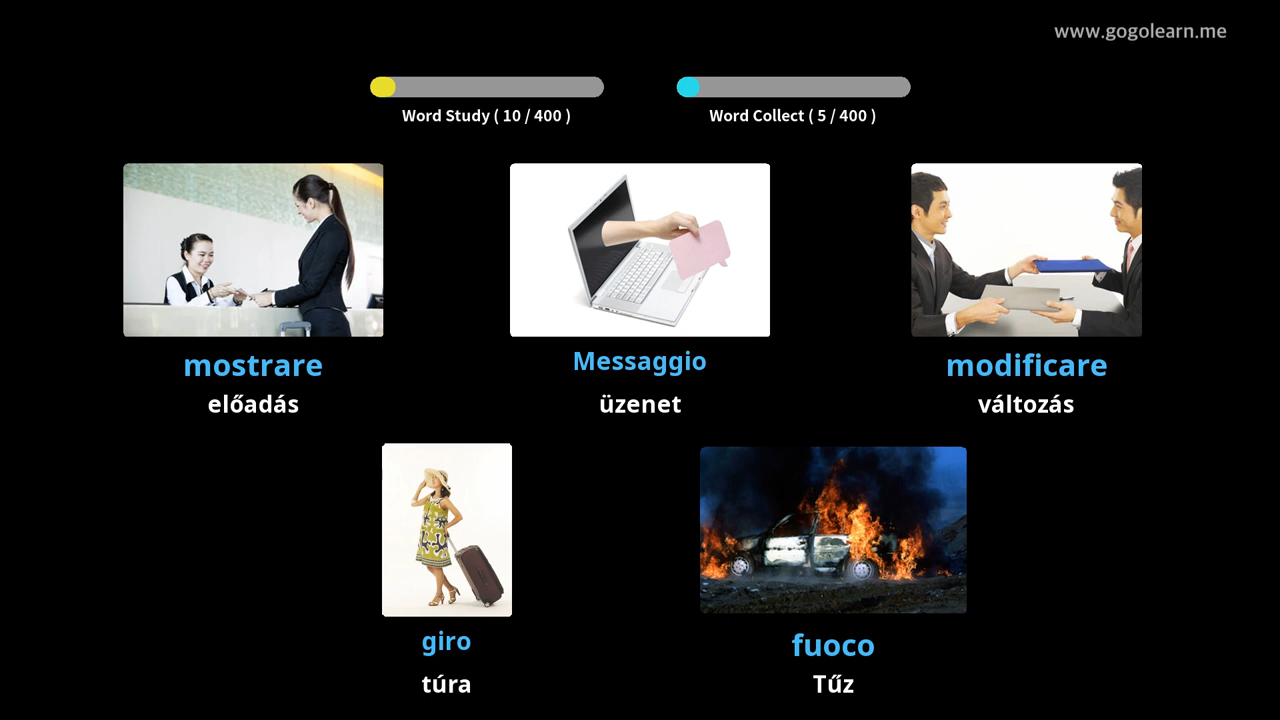 www.gogolearn.me
Word Study ( 10 / 400 )
Word Collect ( 5 / 400 )
mostrare
előadás
Messaggio
üzenet
modificare
változás
giro
túra
fuoco
Tűz